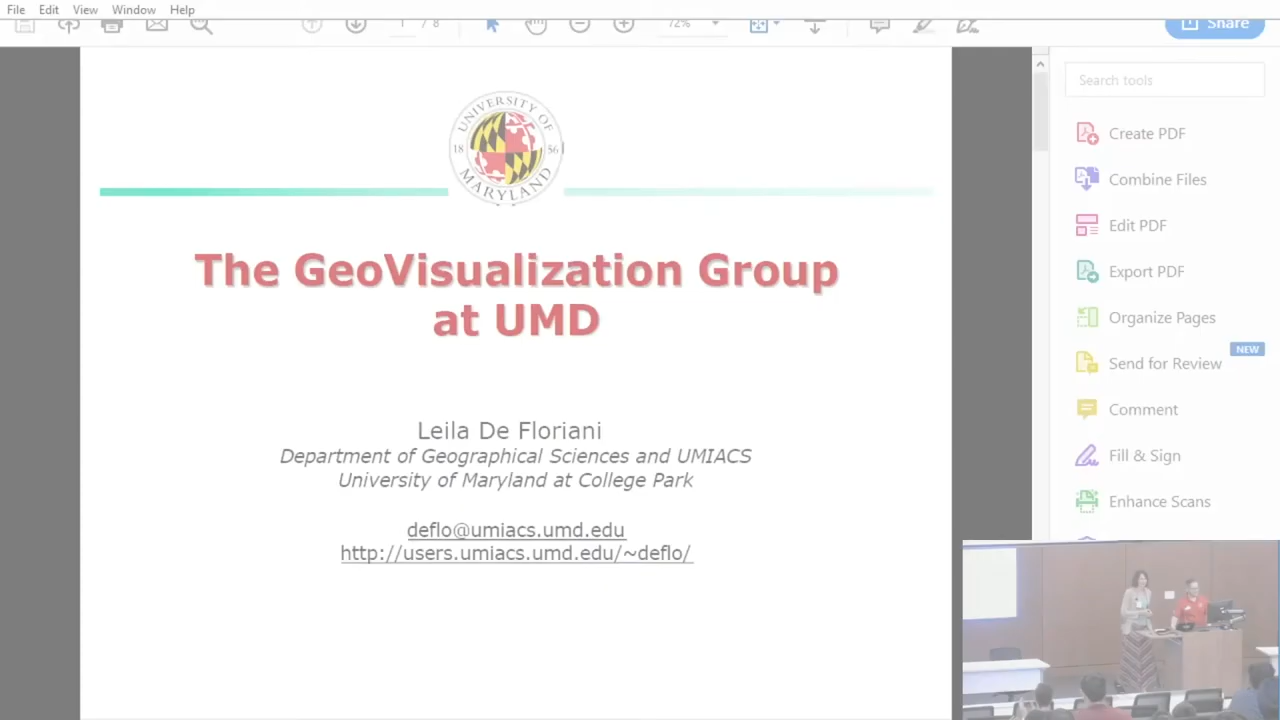 File Edit View Window Help
1 / 8
72%
Share
Search tools
UNIVERSITY OF
18 56
MARYLAND
Create PDF
Combine Files
Edit PDF
The GeoVisualization Group
at UMD
Export PDF
Organize Pages
NEW
Send for Review
Comment
Leila De Floriani
Department of Geographical Sciences and UMIACS
University of Maryland at College Park
Fill & Sign
Enhance Scans
deflo@umiacs.umd.edu
http://users.umiacs.umd.edu/~deflo/